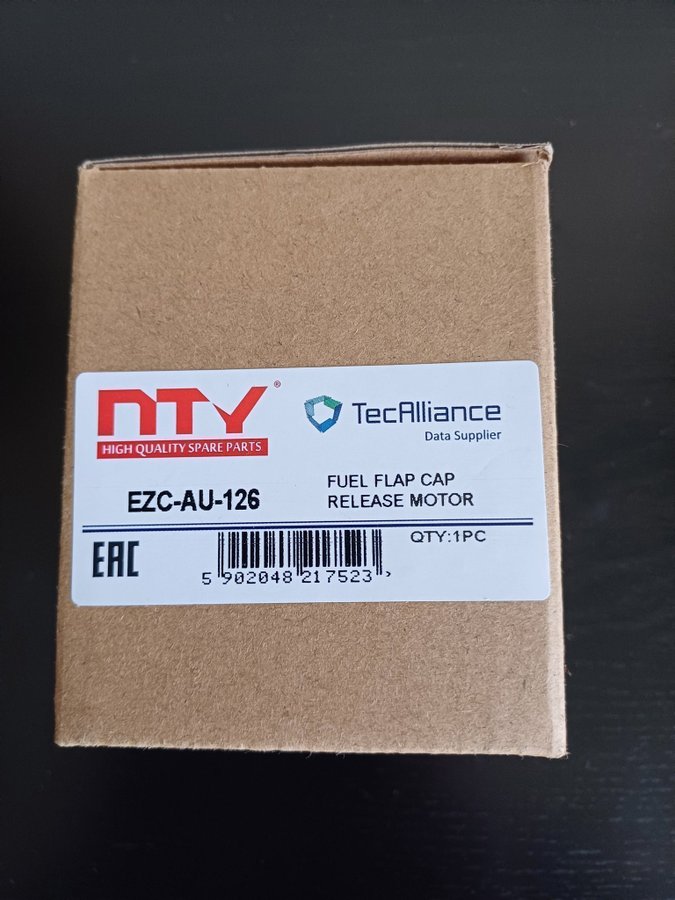 NTY®
HIGH QUALITY SPARE PARTS
TecAlliance
Data Supplier
EZC-AU-126
FUEL FLAP CAP
RELEASE MOTOR
EAC
QTY:1PC
5 902048 217523